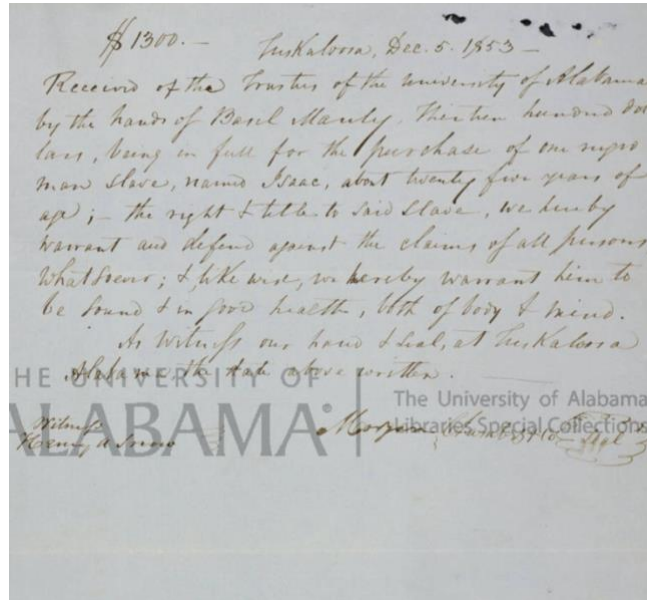 $1300.— Tuskaloosa, Dec. 5. 1853—
Received of the Trustees of the University of Alabama
by the hands of Basil Manly, Thirteen hundred dol
lars, being in full for the purchase of one negro
man slave, named Isaac, about twenty five years of
age; — the right & title to said slave, we hereby
warrant and defend against the claims of all persons
whatsoever; & likewise, we hereby warrant him to
be sound & in good health, both of body & mind.
As witness our hand & seal, at Tuskaloosa
Alabama, the date above written.
THE UNIVERSITY OF
ALABAMA
The University of Alabama
Libraries Special Collections
Witness
Henry A Snow
Morgan Seal